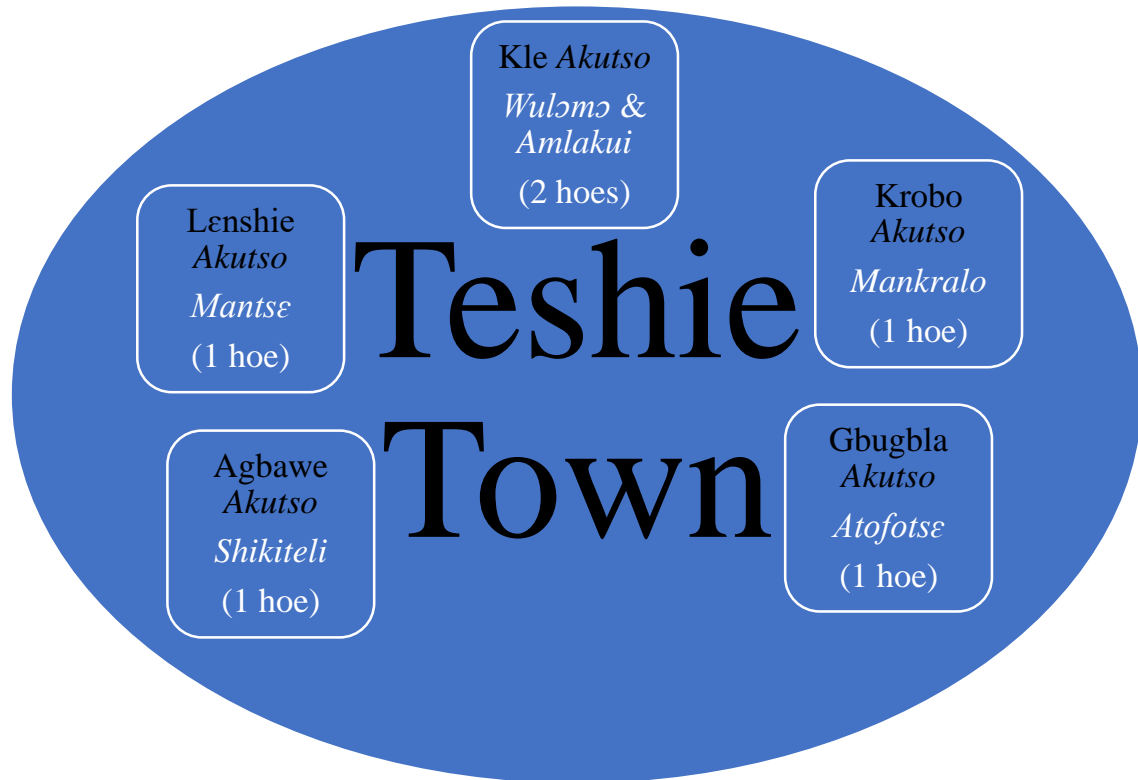 Kle Akutso
Wulɔmɔ &
Amlakui
(2 hoes)
Lɛnshie
Akutso
Mantsɛ
(1 hoe)
Krobo
Akutso
Mankralo
(1 hoe)
Teshie
Town
Agbawe
Akutso
Shikiteli
(1 hoe)
Gbugbla
Akutso
Atofotsɛ
(1 hoe)